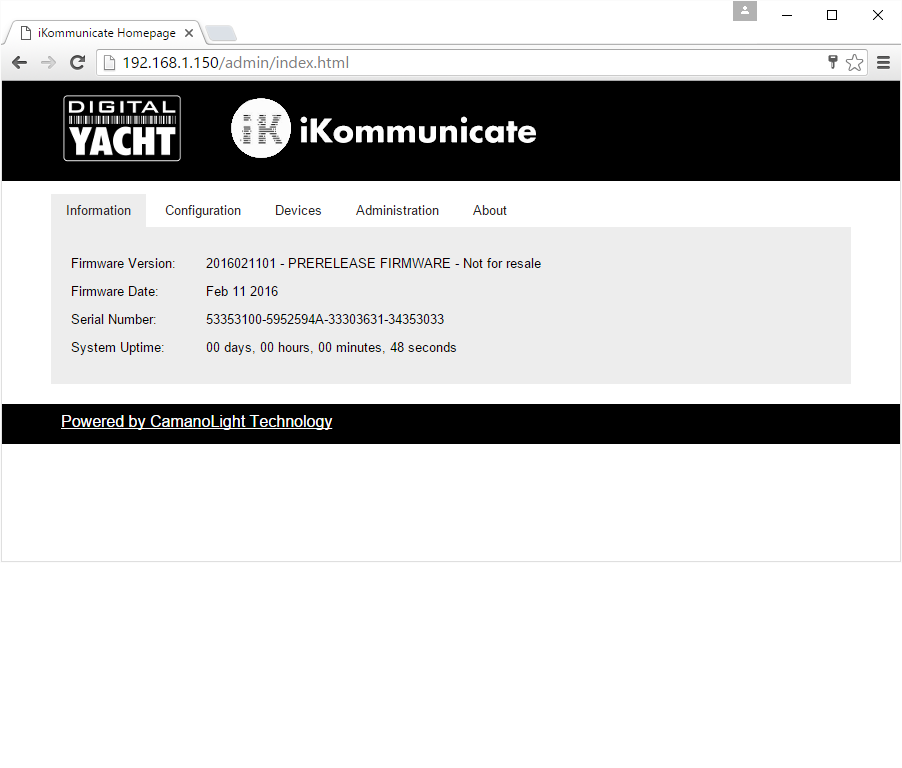 iKommunicate Homepage
192.168.1.150/admin/index.html
DIGITAL
YACHT
iK iKommunicate
Information Configuration Devices Administration About
Firmware Version: 2016021101 - PRERELEASE FIRMWARE - Not for resale
Firmware Date: Feb 11 2016
Serial Number: 53353100-5952594A-33303631-34353033
System Uptime: 00 days, 00 hours, 00 minutes, 48 seconds
Powered by CamanoLight Technology